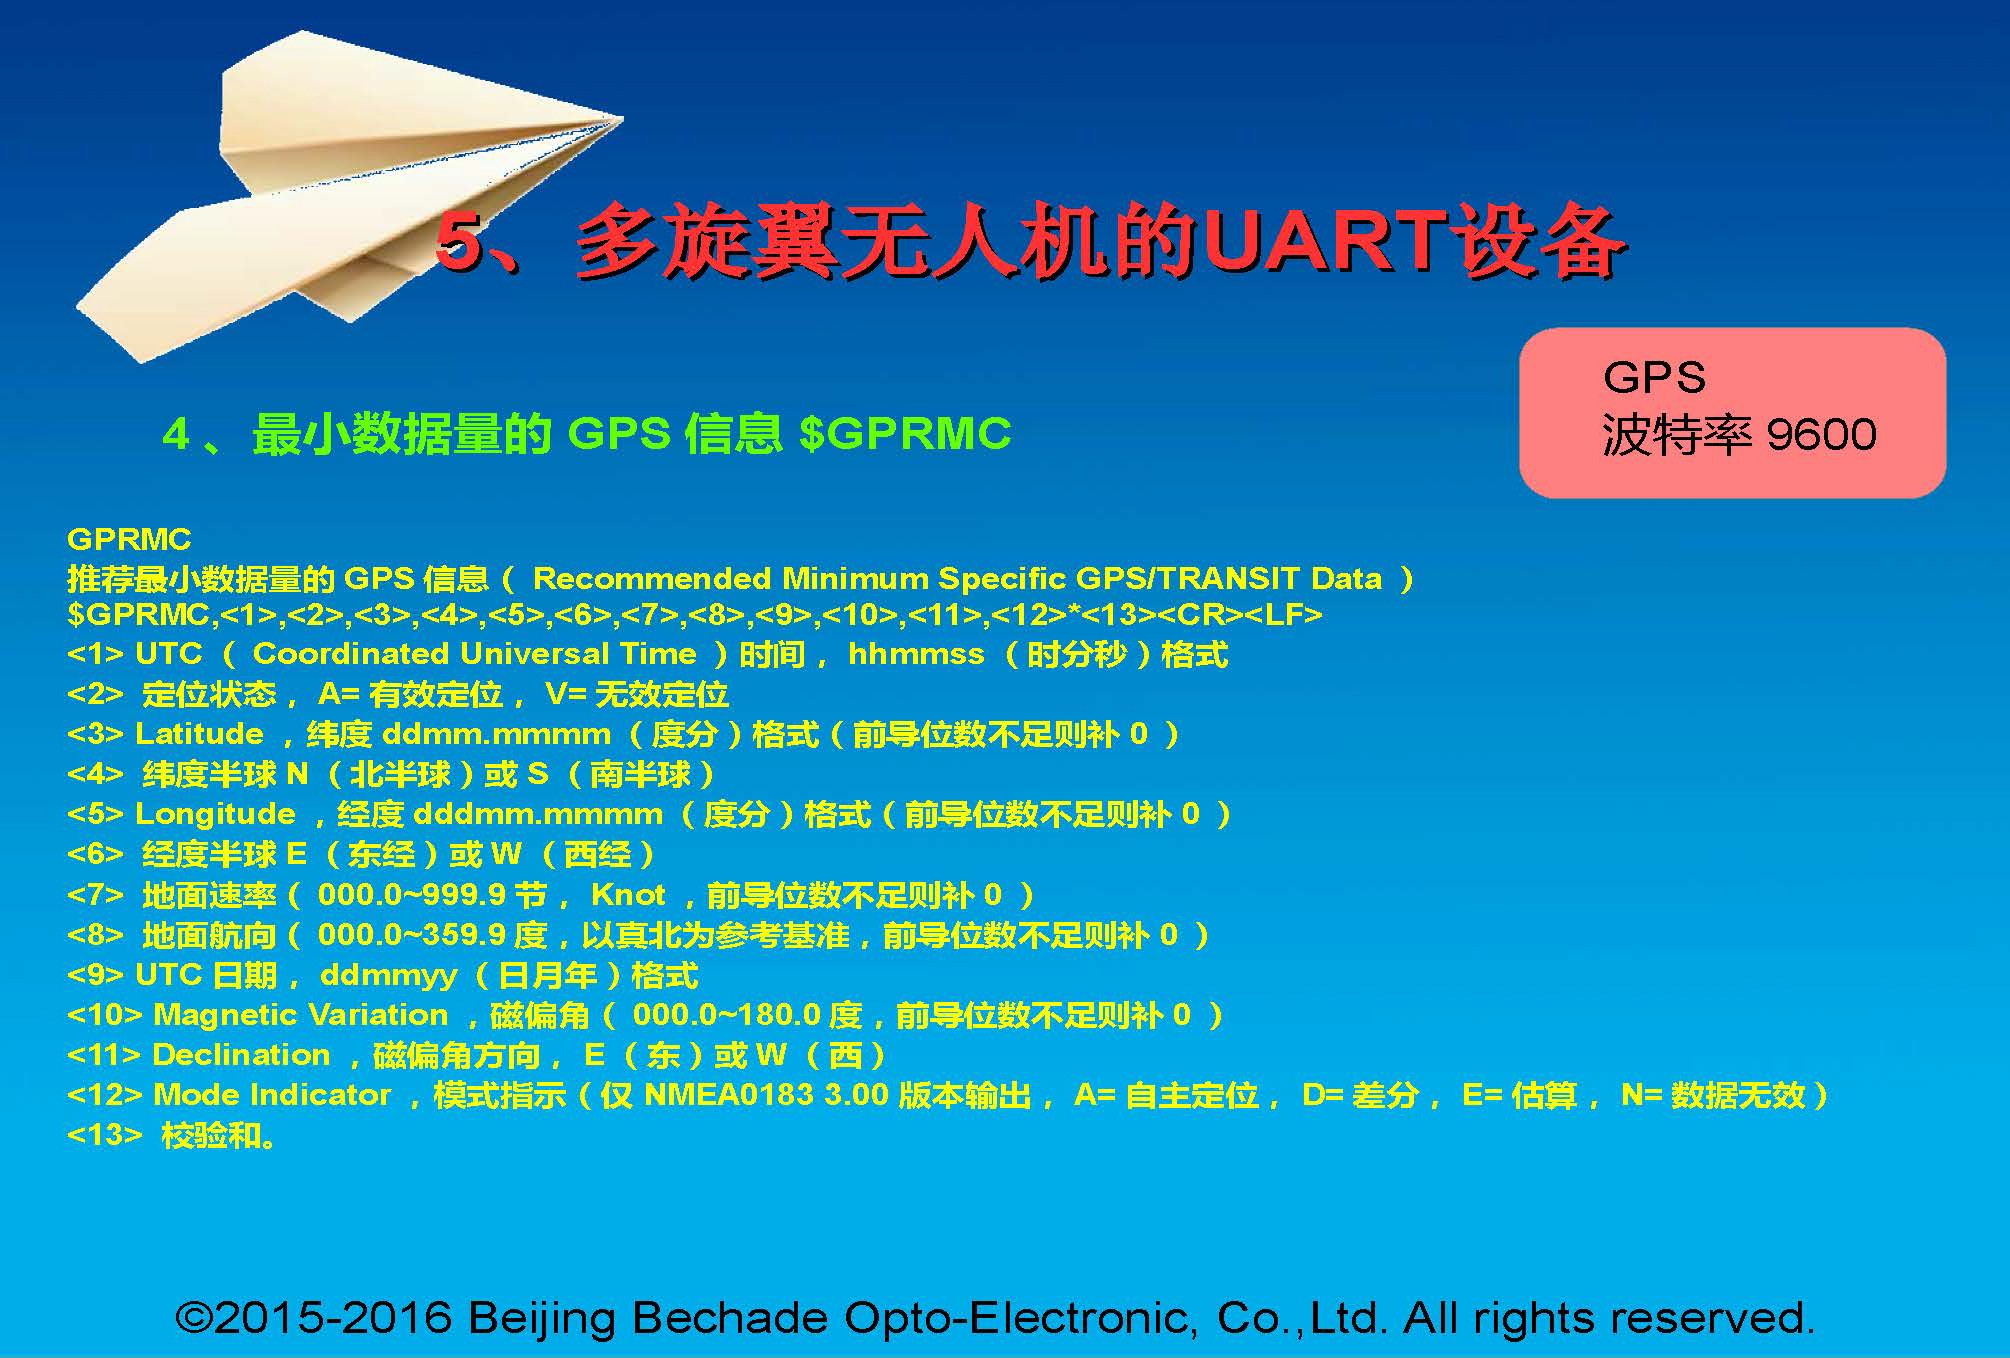 5、多旋翼无人机的UART设备
GPS
波特率 9600
4 、最小数据量的 GPS 信息 $GPRMC
GPRMC
推荐最小数据量的 GPS 信息（ Recommended Minimum Specific GPS/TRANSIT Data ）
$GPRMC,<1>,<2>,<3>,<4>,<5>,<6>,<7>,<8>,<9>,<10>,<11>,<12>*<13><CR><LF>
<1> UTC （ Coordinated Universal Time ）时间， hhmmss （时分秒）格式
<2> 定位状态， A= 有效定位， V= 无效定位
<3> Latitude ，纬度 ddmm.mmmm （度分）格式（前导位数不足则补 0 ）
<4> 纬度半球 N （北半球）或 S （南半球）
<5> Longitude ，经度 dddmm.mmmm （度分）格式（前导位数不足则补 0 ）
<6> 经度半球 E （东经）或 W （西经）
<7> 地面速率（ 000.0~999.9 节， Knot ，前导位数不足则补 0 ）
<8> 地面航向（ 000.0~359.9 度，以真北为参考基准，前导位数不足则补 0 ）
<9> UTC 日期， ddmmyy （日月年）格式
<10> Magnetic Variation ，磁偏角（ 000.0~180.0 度，前导位数不足则补 0 ）
<11> Declination ，磁偏角方向， E （东）或 W （西）
<12> Mode Indicator ，模式指示（仅 NMEA0183 3.00 版本输出， A= 自主定位， D= 差分， E= 估算， N= 数据无效）
<13> 校验和。
©2015-2016 Beijing Bechade Opto-Electronic, Co.,Ltd. All rights reserved.